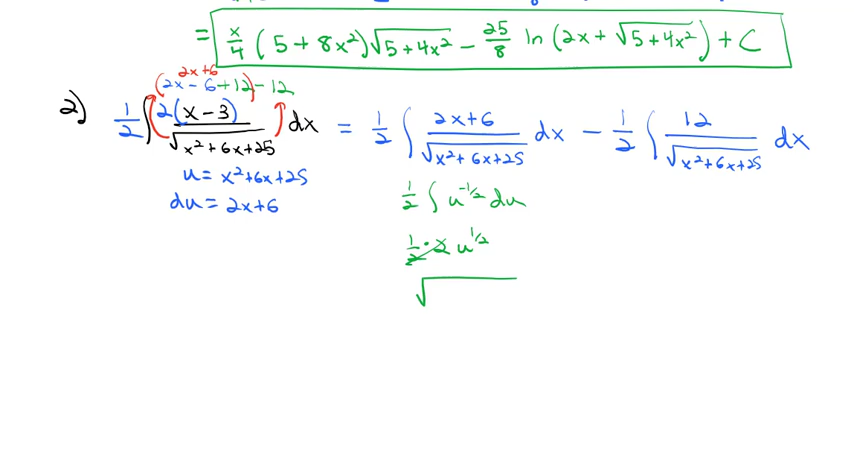 = x/4 (5 + 8x²) √(5 + 4x²) − 25/8 ln (2x + √(5 + 4x²)) + C
2x + 6
(2x − 6 + 12) − 12
2) 1/2 ∫ 2(x − 3)/√(x² + 6x + 25) dx = 1/2 ∫ (2x + 6)/√(x² + 6x + 25) dx − 1/2 ∫ 12/√(x² + 6x + 25) dx
u = x² + 6x + 25
du = 2x + 6
1/2 ∫ u^(-1/2) du
1/2 · 2 u^(1/2)
√